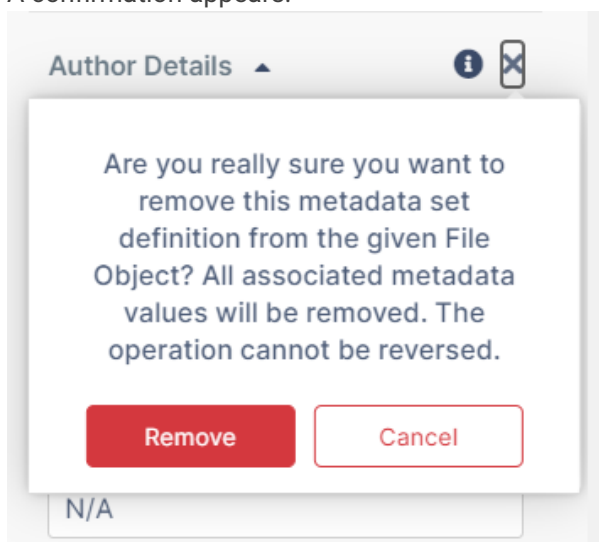 A confirmation appears:
Author Details
Are you really sure you want to
remove this metadata set
definition from the given File
Object? All associated metadata
values will be removed. The
operation cannot be reversed.
Remove
Cancel
N/A